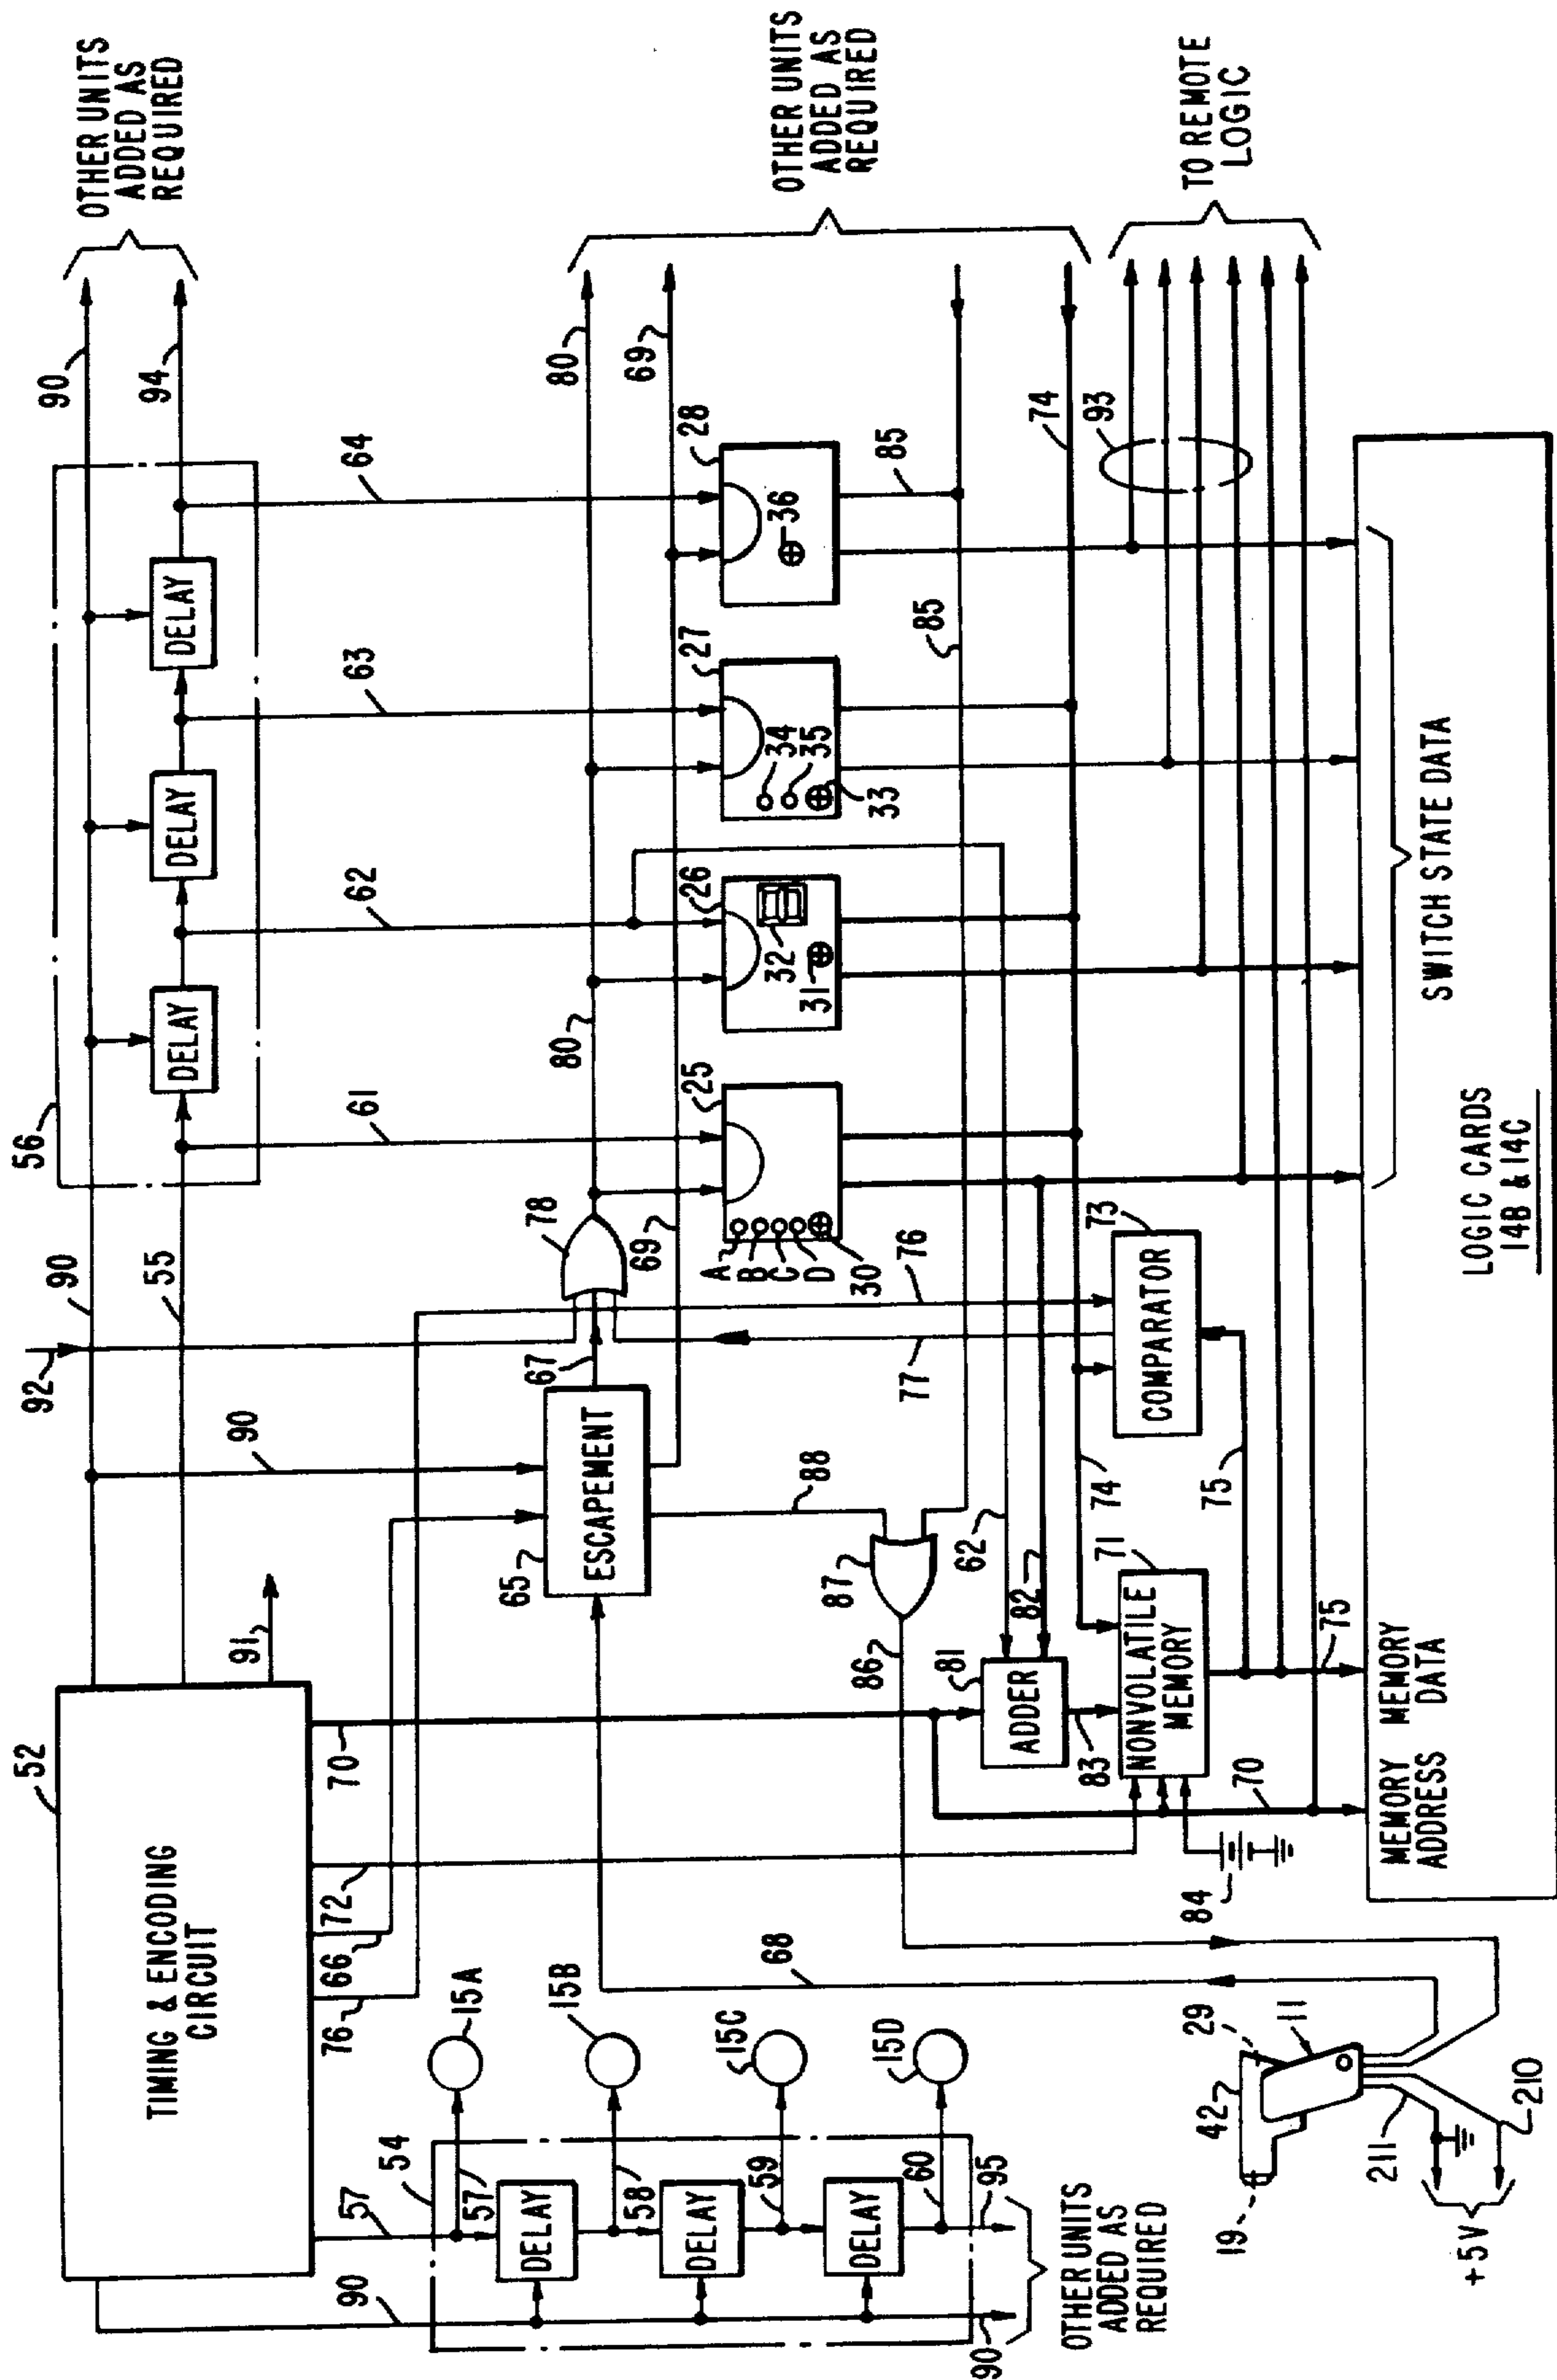 OTHER UNITS
ADDED AS
REQUIRED
90
94
56
DELAY
DELAY
DELAY
61
62
63
64
90
55
92
91
52
TIMING & ENCODING
CIRCUIT
90
80
69
OTHER UNITS
ADDED AS
REQUIRED
80
78
67
69
65
ESCAPEMENT
88
25
A
B
C
D
30
26
32
31
27
34
35
33
28
36
85
85
74
93
TO REMOTE
LOGIC
76
77
73
COMPARATOR
74
75
87
86
62
82
81
ADDER
83
71
NONVOLATILE
MEMORY
75
70
70
72
66
76
84
MEMORY
ADDRESS
MEMORY
DATA
SWITCH STATE DATA
LOGIC CARDS
14B & 14C
68
57
54
57
58
59
60
95
90
90
DELAY
DELAY
DELAY
15A
15B
15C
15D
OTHER UNITS
ADDED AS
REQUIRED
19
42
29
11
211
210
+5V